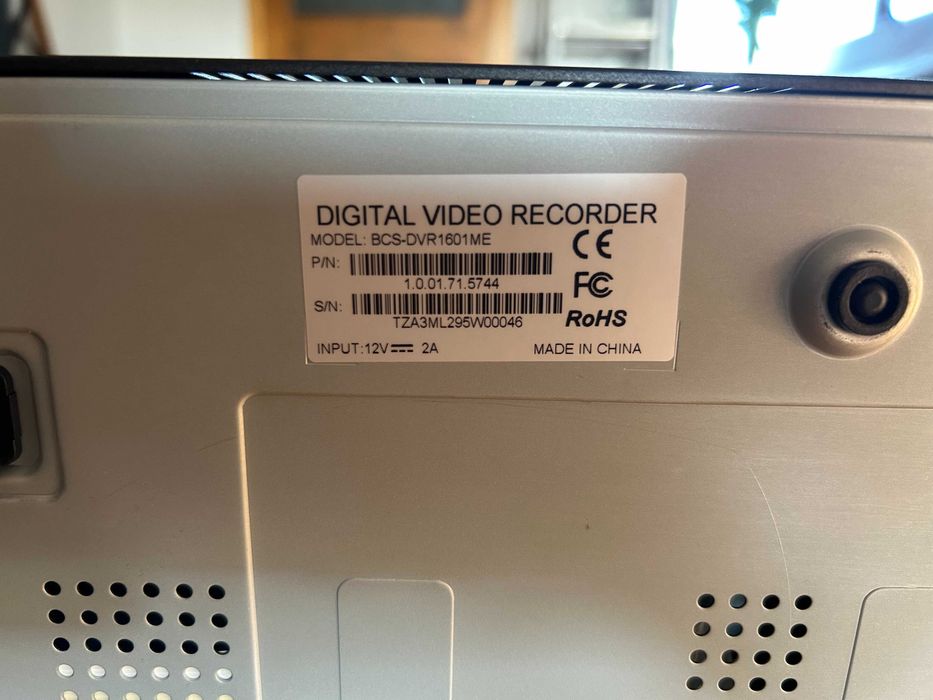 DIGITAL VIDEO RECORDER
MODEL: BCS-DVR1601ME
CE
P/N:
1.0.01.71.5744
FC
S/N:
TZA3ML295W00046
RoHS
INPUT:12V⎓ 2A
MADE IN CHINA